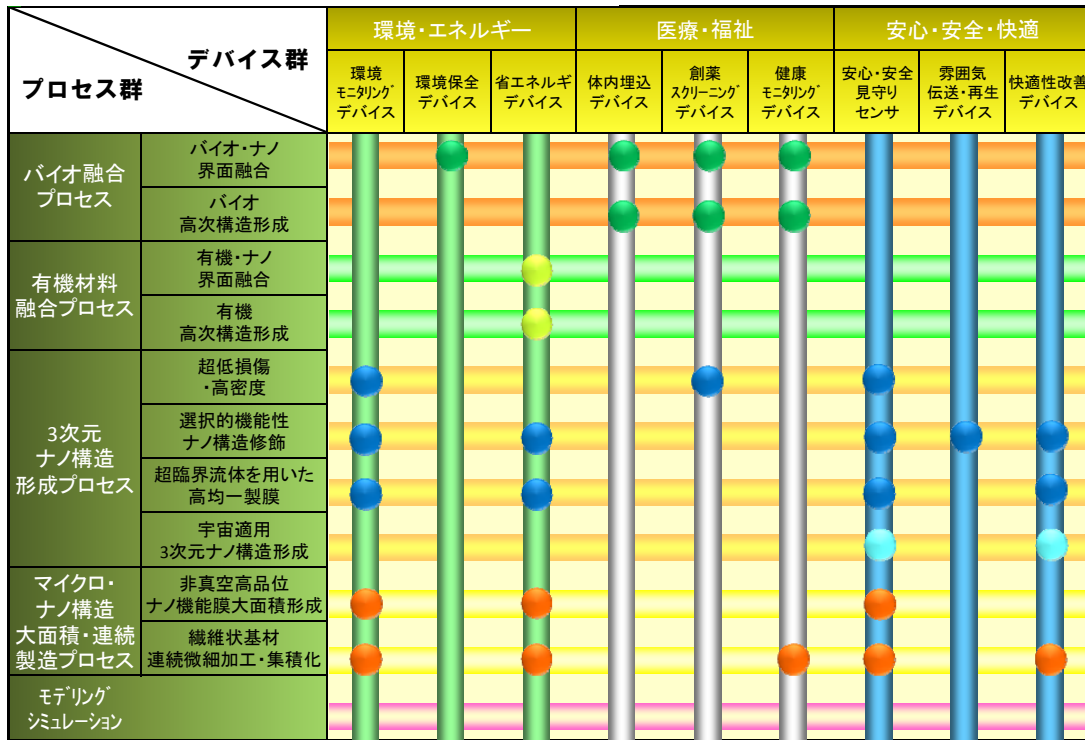 環境・エネルギー
医療・福祉
安心・安全・快適
デバイス群
プロセス群
環境
モニタリング
デバイス
環境保全
デバイス
省エネルギ
デバイス
体内埋込
デバイス
創薬
スクリーニング
デバイス
健康
モニタリング
デバイス
安心・安全
見守り
センサ
雰囲気
伝送・再生
デバイス
快適性改善
デバイス
バイオ融合
プロセス
バイオ・ナノ
界面融合
バイオ
高次構造形成
有機材料
融合プロセス
有機・ナノ
界面融合
有機
高次構造形成
3次元
ナノ構造
形成プロセス
超低損傷
・高密度
選択的機能性
ナノ構造修飾
超臨界流体を用いた
高均一製膜
宇宙適用
3次元ナノ構造形成
マイクロ・
ナノ構造
大面積・連続
製造プロセス
非真空高品位
ナノ機能膜大面積形成
繊維状基材
連続微細加工・集積化
モデリング
シミュレーション